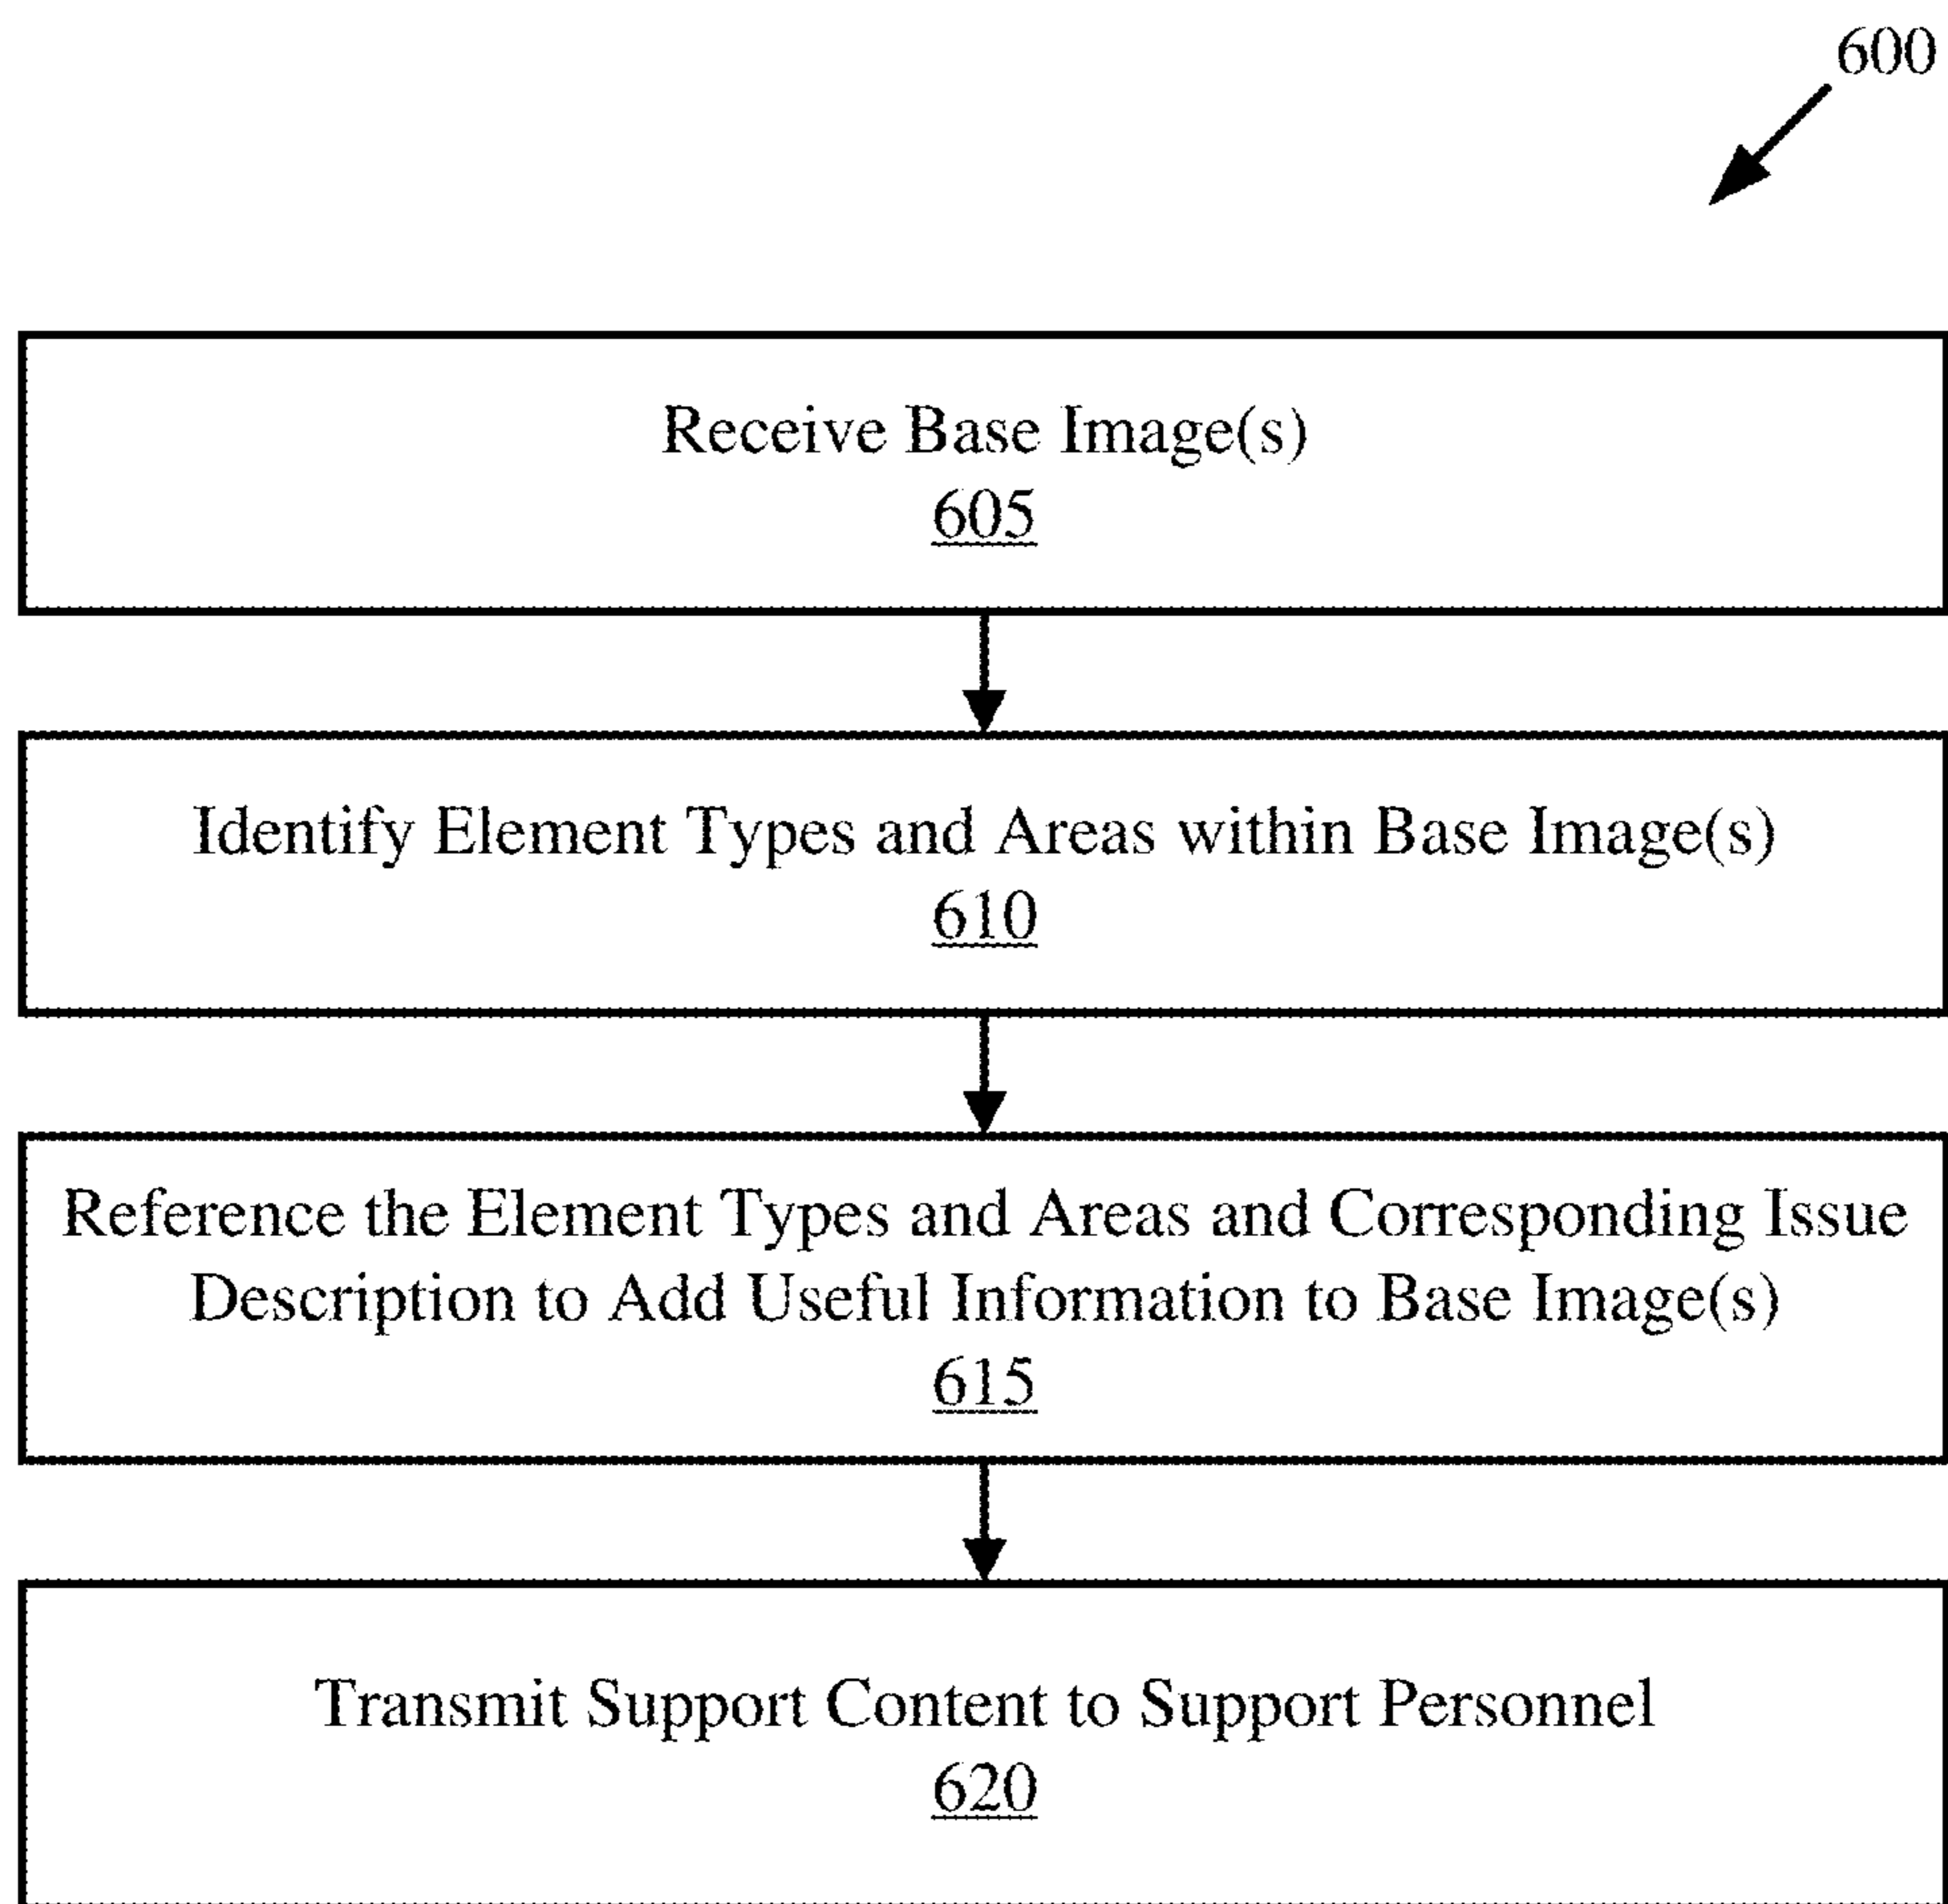 600
Receive Base Image(s)
605
Identify Element Types and Areas within Base Image(s)
610
Reference the Element Types and Areas and Corresponding Issue
Description to Add Useful Information to Base Image(s)
615
Transmit Support Content to Support Personnel
620